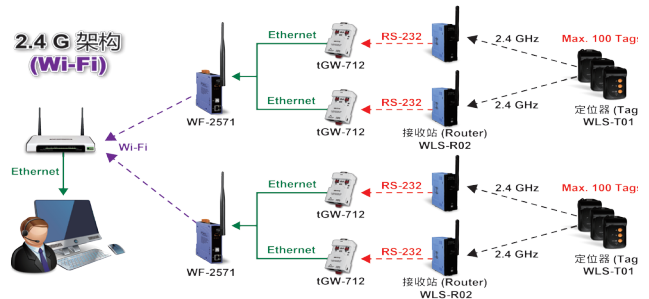 2.4 G 架构
(Wi-Fi)
Ethernet
Wi-Fi
WF-2571
Ethernet
Ethernet
tGW-712
tGW-712
RS-232
RS-232
接收站 (Router)
WLS-R02
2.4 GHz
2.4 GHz
Max. 100 Tags
定位器 (Tag
WLS-T01
WF-2571
Ethernet
Ethernet
tGW-712
tGW-712
RS-232
RS-232
接收站 (Router)
WLS-R02
2.4 GHz
2.4 GHz
Max. 100 Tags
定位器 (Tag
WLS-T01